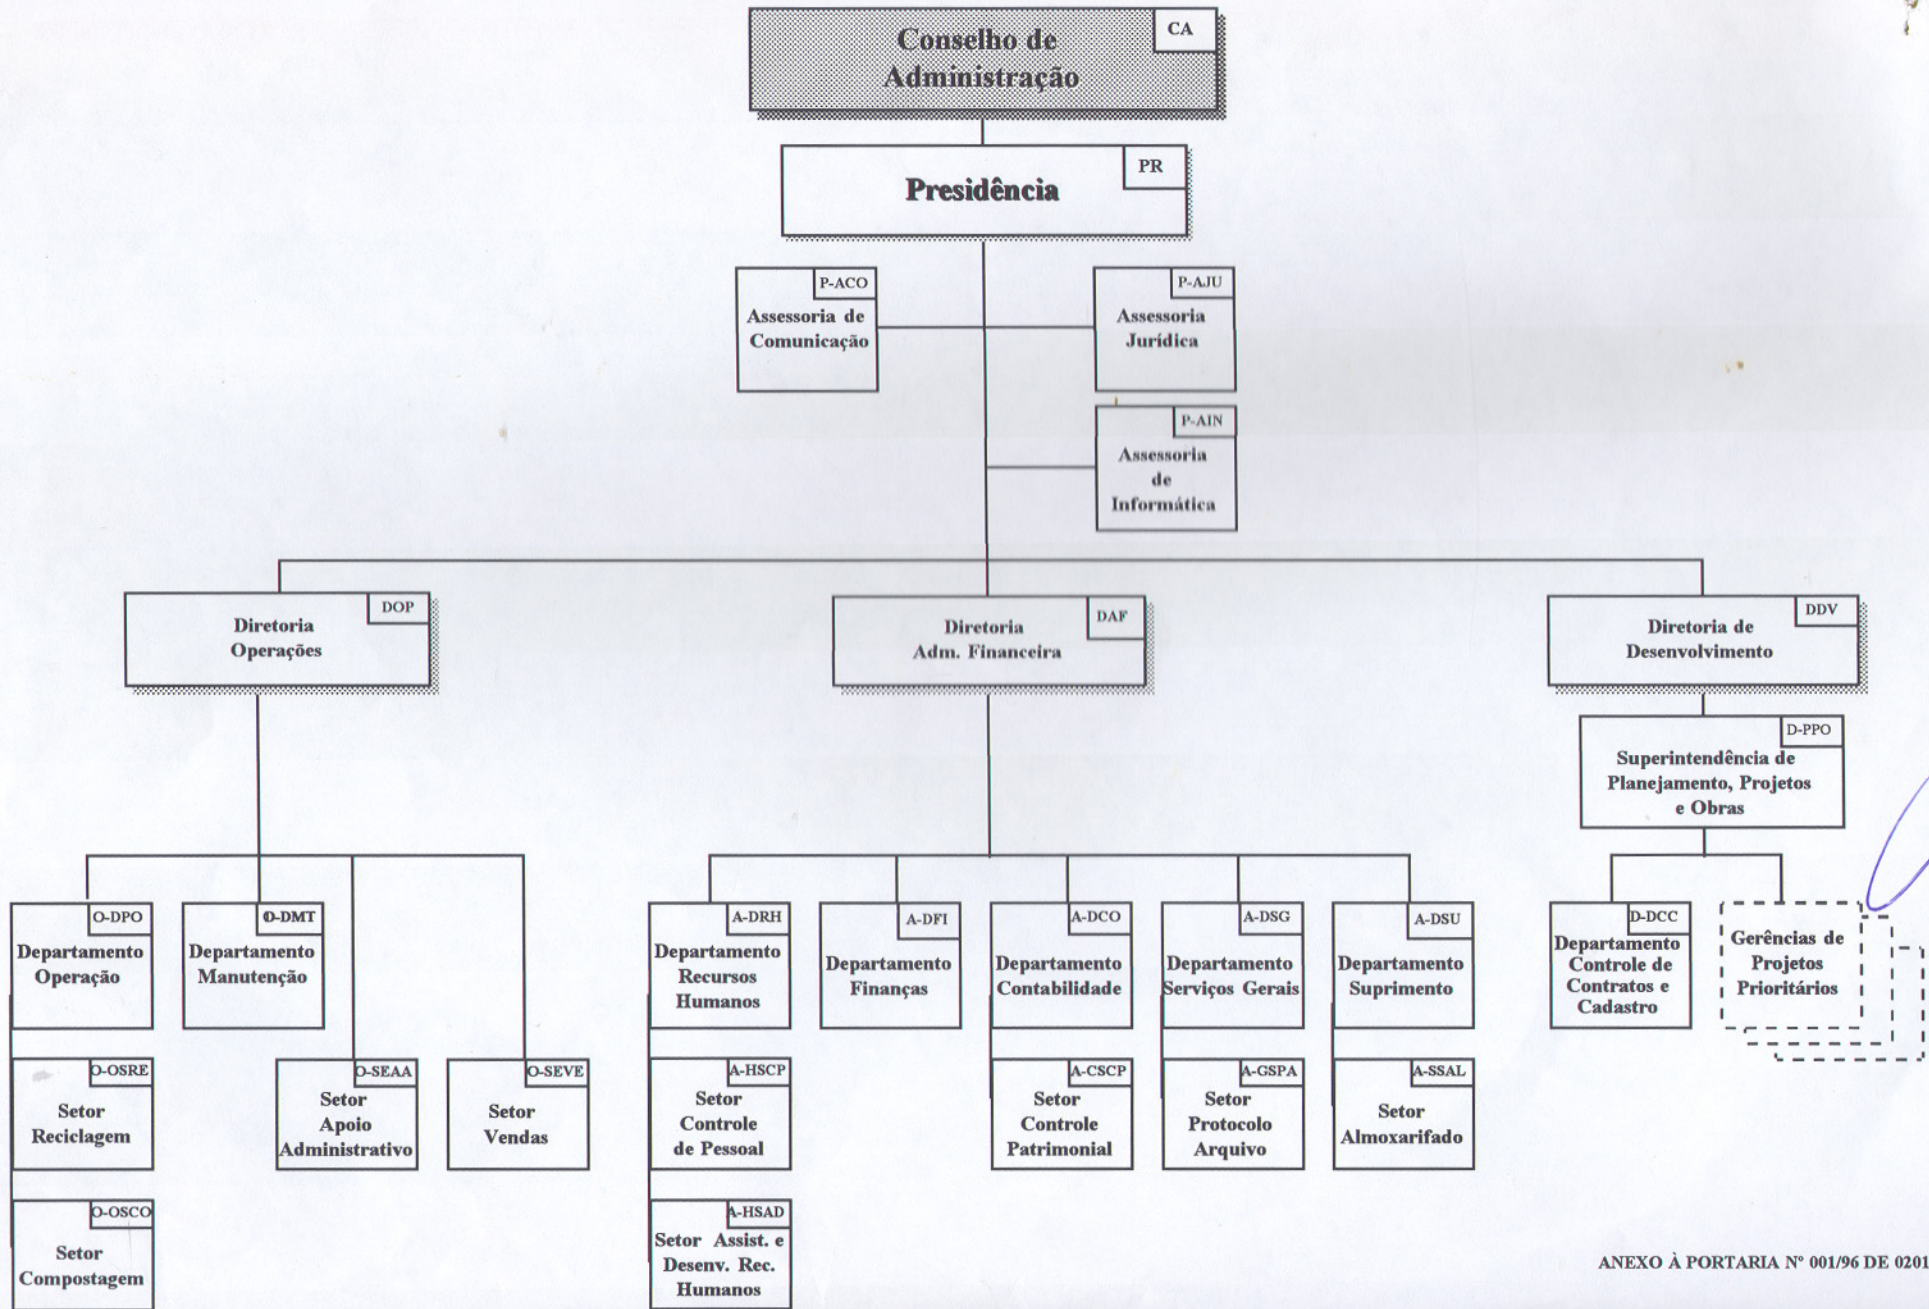 CA
Conselho de
Administração
PR
Presidência
P-ACO
Assessoria de
Comunicação
P-AJU
Assessoria
Jurídica
P-AIN
Assessoria
de
Informática
DOP
Diretoria
Operações
DAF
Diretoria
Adm. Financeira
DDV
Diretoria de
Desenvolvimento
D-PPO
Superintendência de
Planejamento, Projetos
e Obras
O-DPO
Departamento
Operação
O-DMT
Departamento
Manutenção
A-DRH
Departamento
Recursos
Humanos
A-DFI
Departamento
Finanças
A-DCO
Departamento
Contabilidade
A-DSG
Departamento
Serviços Gerais
A-DSU
Departamento
Suprimento
D-DCC
Departamento
Controle de
Contratos e
Cadastro
Gerências de
Projetos
Prioritários
O-OSRE
Setor
Reciclagem
O-SEAA
Setor
Apoio
Administrativo
O-SEVE
Setor
Vendas
A-HSCP
Setor
Controle
de Pessoal
A-CSCP
Setor
Controle
Patrimonial
A-GSPA
Setor
Protocolo
Arquivo
A-SSAL
Setor
Almoxarifado
O-OSCO
Setor
Compostagem
A-HSAD
Setor Assist. e
Desenv. Rec.
Humanos
ANEXO À PORTARIA Nº 001/96 DE 0201